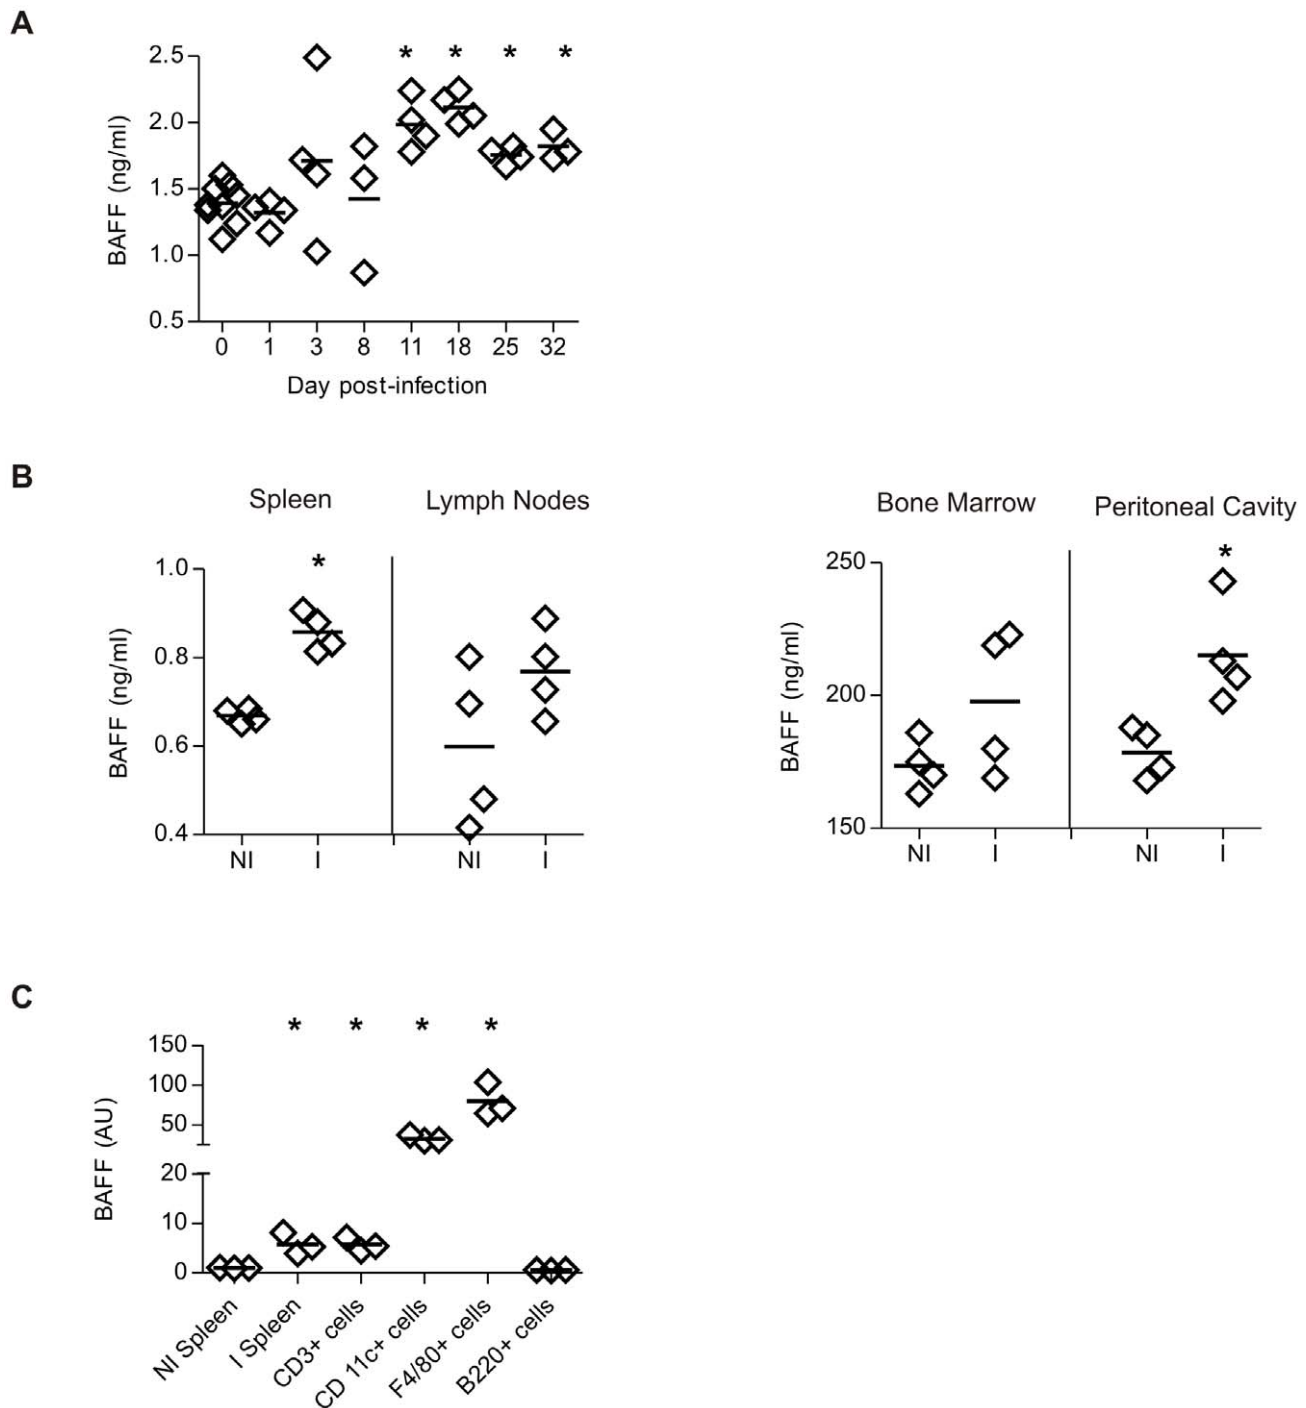 A
* * * *
2.5
2.0
1.5
1.0
0.5
BAFF (ng/ml)
0 1 3 8 11 18 25 32
Day post-infection
B
Spleen Lymph Nodes
*
1.0
0.8
0.6
0.4
BAFF (ng/ml)
NI I NI I
Bone Marrow Peritoneal Cavity
*
250
200
150
BAFF (ng/ml)
NI I NI I
C
* * * *
150
100
50
20
10
0
BAFF (AU)
NI Spleen
I Spleen
CD3+ cells
CD 11c+ cells
F4/80+ cells
B220+ cells